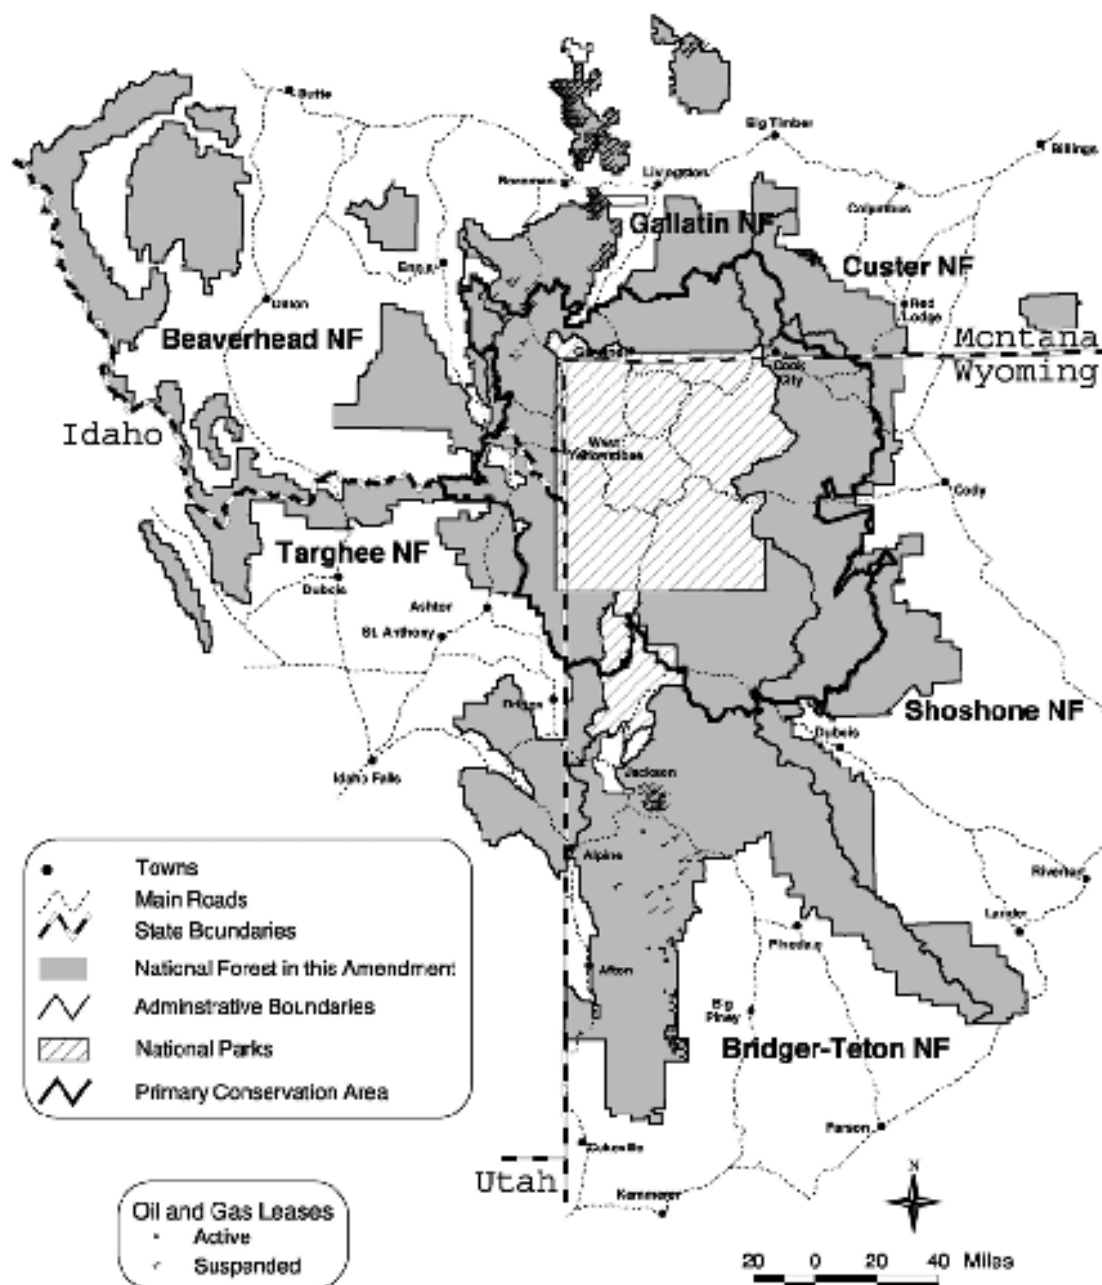 Butte
Big Timber
Billings
Bozeman
Livingston
Columbus
Gallatin NF
Custer NF
Ennis
Dillon
Red
Lodge
Beaverhead NF
Montana
Gardiner
Cook
City
Wyoming
Idaho
West
Yellowstone
Cody
Targhee NF
Dubois
Ashton
St. Anthony
Driggs
Shoshone NF
Dubois
Idaho Falls
Jackson
Alpine
Riverton
Lander
Pinedale
Afton
Big
Piney
Bridger-Teton NF
Farson
Cokeville
Utah
Kemmerer
N
Towns
Main Roads
State Boundaries
National Forest in this Amendment
Adminstrative Boundaries
National Parks
Primary Conservation Area
Oil and Gas Leases
Active
Suspended
20 0 20 40 Miles